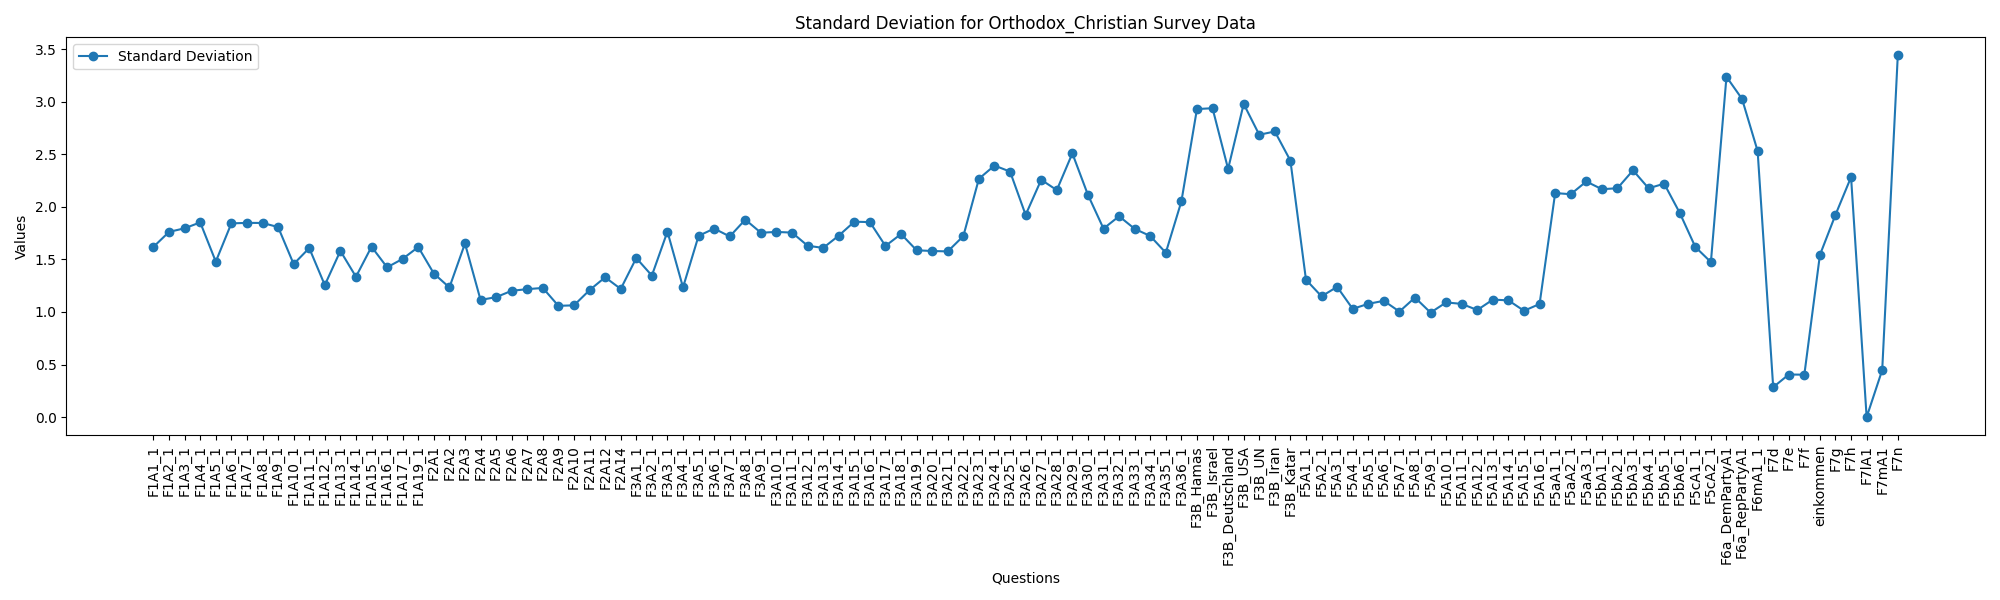 Standard Deviation for Orthodox_Christian Survey Data
Standard Deviation
Values
3.5
3.0
2.5
2.0
1.5
1.0
0.5
0.0
F1A1_1
F1A2_1
F1A3_1
F1A4_1
F1A5_1
F1A6_1
F1A7_1
F1A8_1
F1A9_1
F1A10_1
F1A11_1
F1A12_1
F1A13_1
F1A14_1
F1A15_1
F1A16_1
F1A17_1
F1A19_1
F2A1
F2A2
F2A3
F2A4
F2A5
F2A6
F2A7
F2A8
F2A9
F2A10
F2A11
F2A12
F2A14
F3A1_1
F3A2_1
F3A3_1
F3A4_1
F3A5_1
F3A6_1
F3A7_1
F3A8_1
F3A9_1
F3A10_1
F3A11_1
F3A12_1
F3A13_1
F3A14_1
F3A15_1
F3A16_1
F3A17_1
F3A18_1
F3A19_1
F3A20_1
F3A21_1
F3A22_1
F3A23_1
F3A24_1
F3A25_1
F3A26_1
F3A27_1
F3A28_1
F3A29_1
F3A30_1
F3A31_1
F3A32_1
F3A33_1
F3A34_1
F3A35_1
F3A36_1
F3B_Hamas
F3B_Israel
F3B_Deutschland
F3B_USA
F3B_UN
F3B_Iran
F3B_Katar
F5A1_1
F5A2_1
F5A3_1
F5A4_1
F5A5_1
F5A6_1
F5A7_1
F5A8_1
F5A9_1
F5A10_1
F5A11_1
F5A12_1
F5A13_1
F5A14_1
F5A15_1
F5A16_1
F5aA1_1
F5aA2_1
F5aA3_1
F5bA1_1
F5bA2_1
F5bA3_1
F5bA4_1
F5bA5_1
F5bA6_1
F5cA1_1
F5cA2_1
F6a_DemPartyA1
F6a_RepPartyA1
F6mA1_1
F7d
F7e
F7f
einkommen
F7g
F7h
F7lA1
F7mA1
F7n
Questions